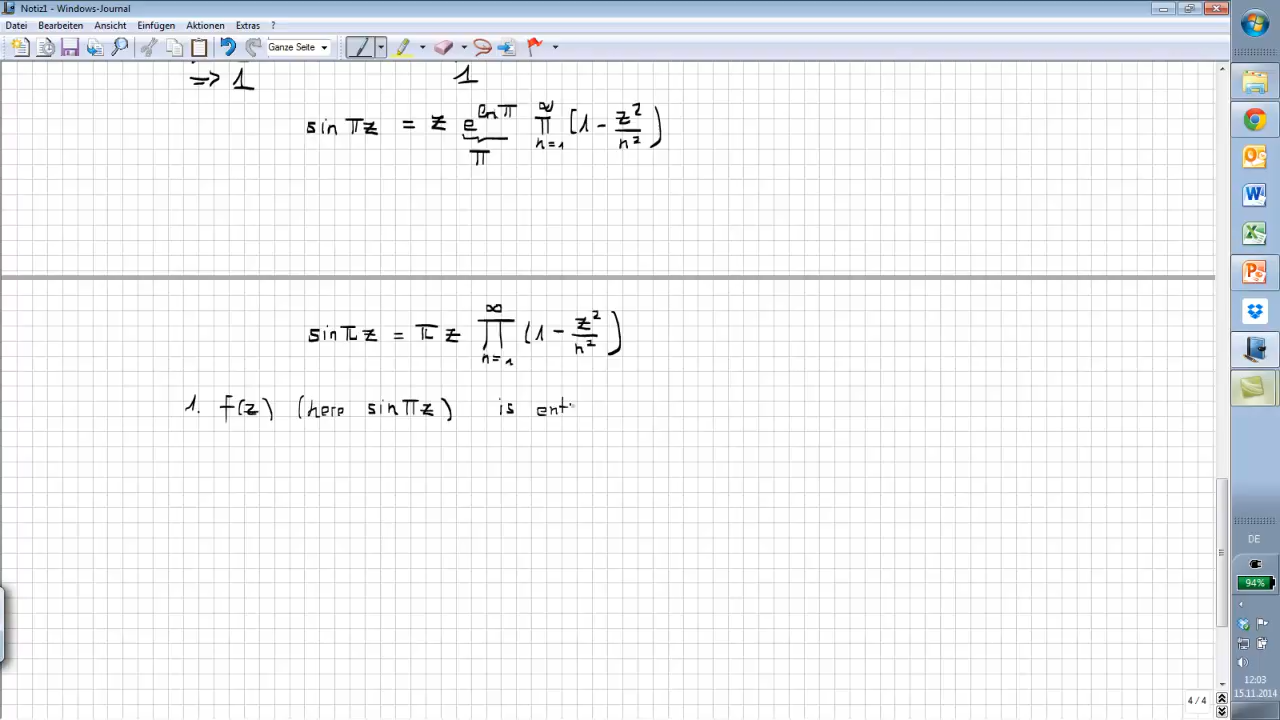 Notiz1 - Windows-Journal
Datei Bearbeiten Ansicht Einfügen Aktionen Extras ?
Ganze Seite
=> 1 1
sin πz = z e^{ln π} ∏_{n=1}^{∞} [1 - z²/n²)
π
sin πz = π z ∏_{n=1}^{∞} (1 - z²/n²)
1. f(z) (here sin πz) is ent
DE
94%
12:03
15.11.2014
4 / 4